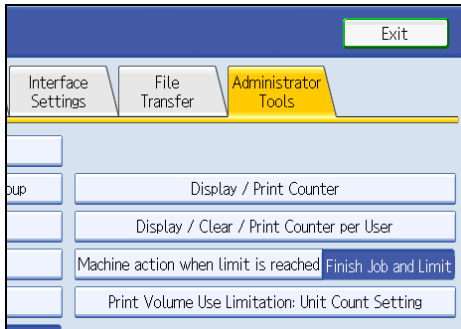 Exit
Interface
Settings
File
Transfer
Administrator
Tools
Display / Print Counter
oup
Display / Clear / Print Counter per User
Machine action when limit is reached Finish Job and Limit
Print Volume Use Limitation: Unit Count Setting